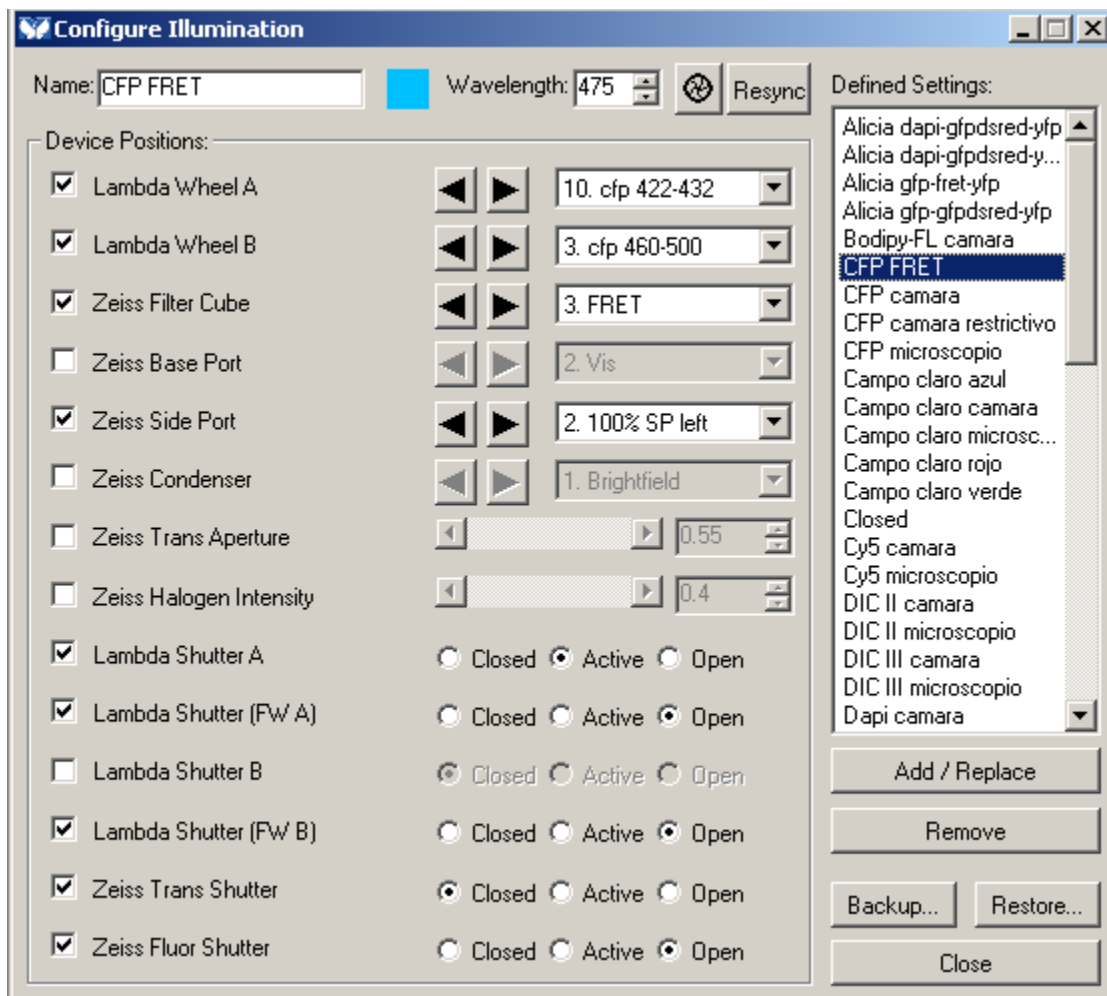 Configure Illumination
Name: CFP FRET Wavelength: 475 Resync
Device Positions:
Lambda Wheel A 10. cfp 422-432
Lambda Wheel B 3. cfp 460-500
Zeiss Filter Cube 3. FRET
Zeiss Base Port 2. Vis
Zeiss Side Port 2. 100% SP left
Zeiss Condenser 1. Brightfield
Zeiss Trans Aperture 0.55
Zeiss Halogen Intensity 0.4
Lambda Shutter A Closed Active Open
Lambda Shutter (FW A) Closed Active Open
Lambda Shutter B Closed Active Open
Lambda Shutter (FW B) Closed Active Open
Zeiss Trans Shutter Closed Active Open
Zeiss Fluor Shutter Closed Active Open
Defined Settings:
Alicia dapi-gfpdsred-yfp
Alicia dapi-gfpdsred-y...
Alicia gfp-fret-yfp
Alicia gfp-gfpdsred-yfp
Bodipy-FL camara
CFP FRET
CFP camara
CFP camara restrictivo
CFP microscopio
Campo claro azul
Campo claro camara
Campo claro microsc...
Campo claro rojo
Campo claro verde
Closed
Cy5 camara
Cy5 microscopio
DIC II camara
DIC II microscopio
DIC III camara
DIC III microscopio
Dapi camara
Add / Replace
Remove
Backup... Restore...
Close